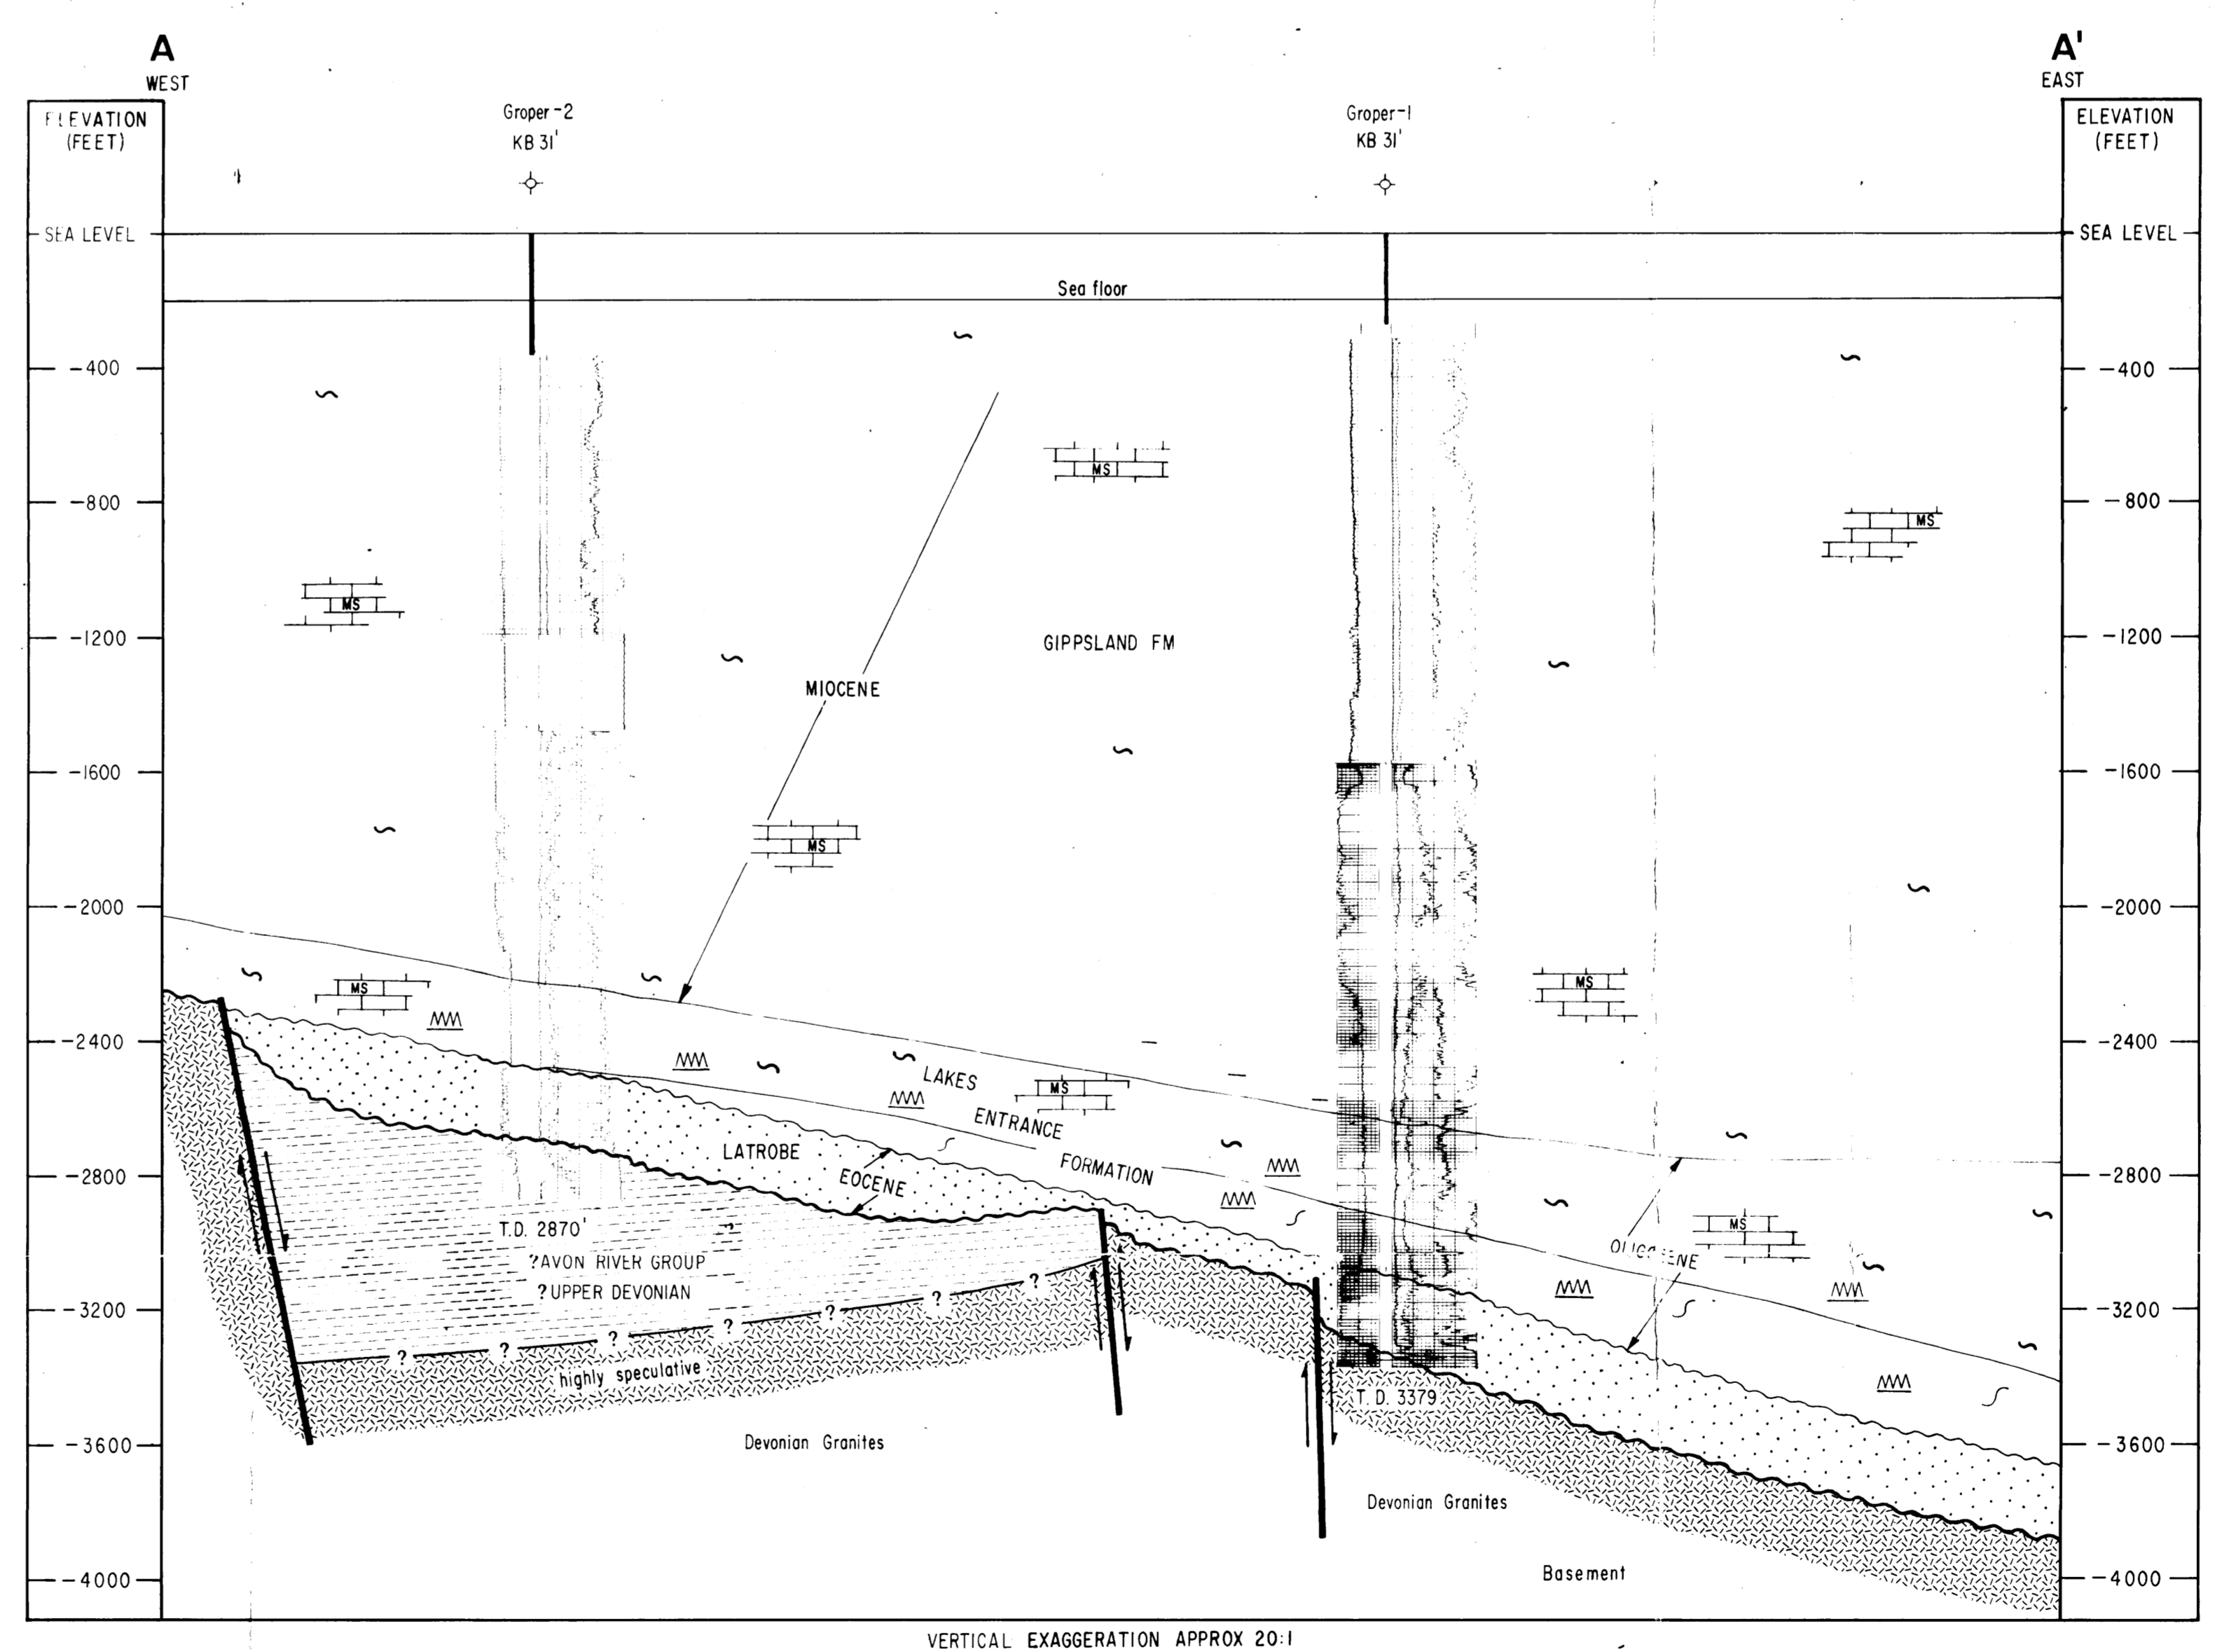 A
WEST
A'
EAST
ELEVATION
(FEET)
Groper-2
KB 31'
Groper-1
KB 31'
ELEVATION
(FEET)
SEA LEVEL
SEA LEVEL
Sea floor
-400
-400
MS
-800
-800
MS
MS
-1200
GIPPSLAND FM
-1200
MIOCENE
-1600
-1600
MS
-2000
-2000
MS
MS
-2400
-2400
LAKES
MS
ENTRANCE
LATROBE
FORMATION
-2800
EOCENE
-2800
T.D. 2870'
MS
?AVON RIVER GROUP
OLIGOCENE
?UPPER DEVONIAN
-3200
-3200
? ? ? ? ? ? ?
highly speculative
T.D. 3379
-3600
Devonian Granites
-3600
Devonian Granites
Basement
-4000
-4000
VERTICAL EXAGGERATION APPROX 20:1